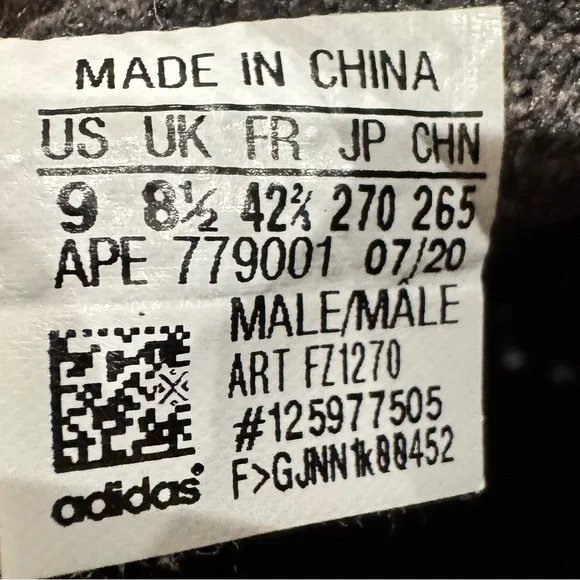 MADE IN CHINA
US UK FR JP CHN
9 8½ 42⅔ 270 265
APE 779001 07/20
MALE/MÂLE
ART FZ1270
#125977505
F>GJNN1k00452
adidas